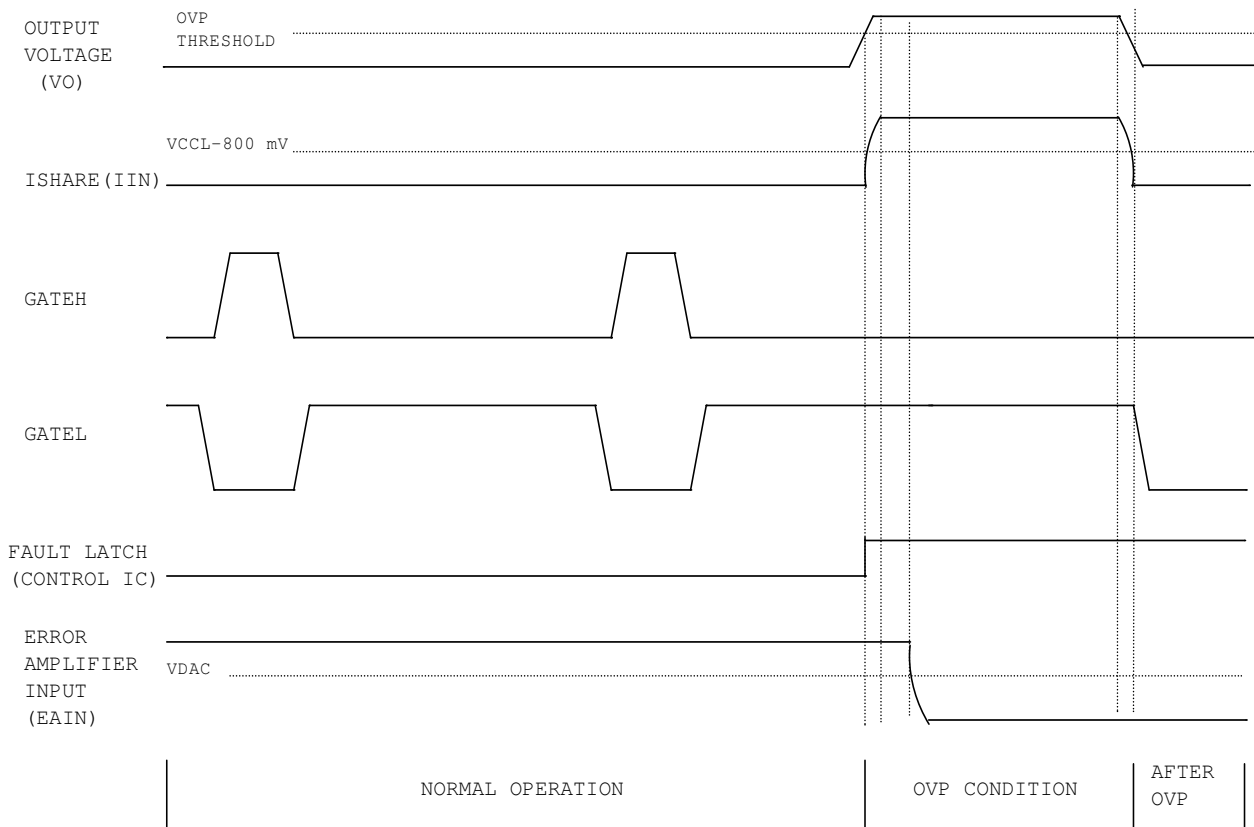 OUTPUT
VOLTAGE
(VO)
OVP
THRESHOLD
VCCL-800 mV
ISHARE(IIN)
GATEH
GATEL
FAULT LATCH
(CONTROL IC)
ERROR
AMPLIFIER
INPUT
(EAIN)
VDAC
NORMAL OPERATION
OVP CONDITION
AFTER
OVP